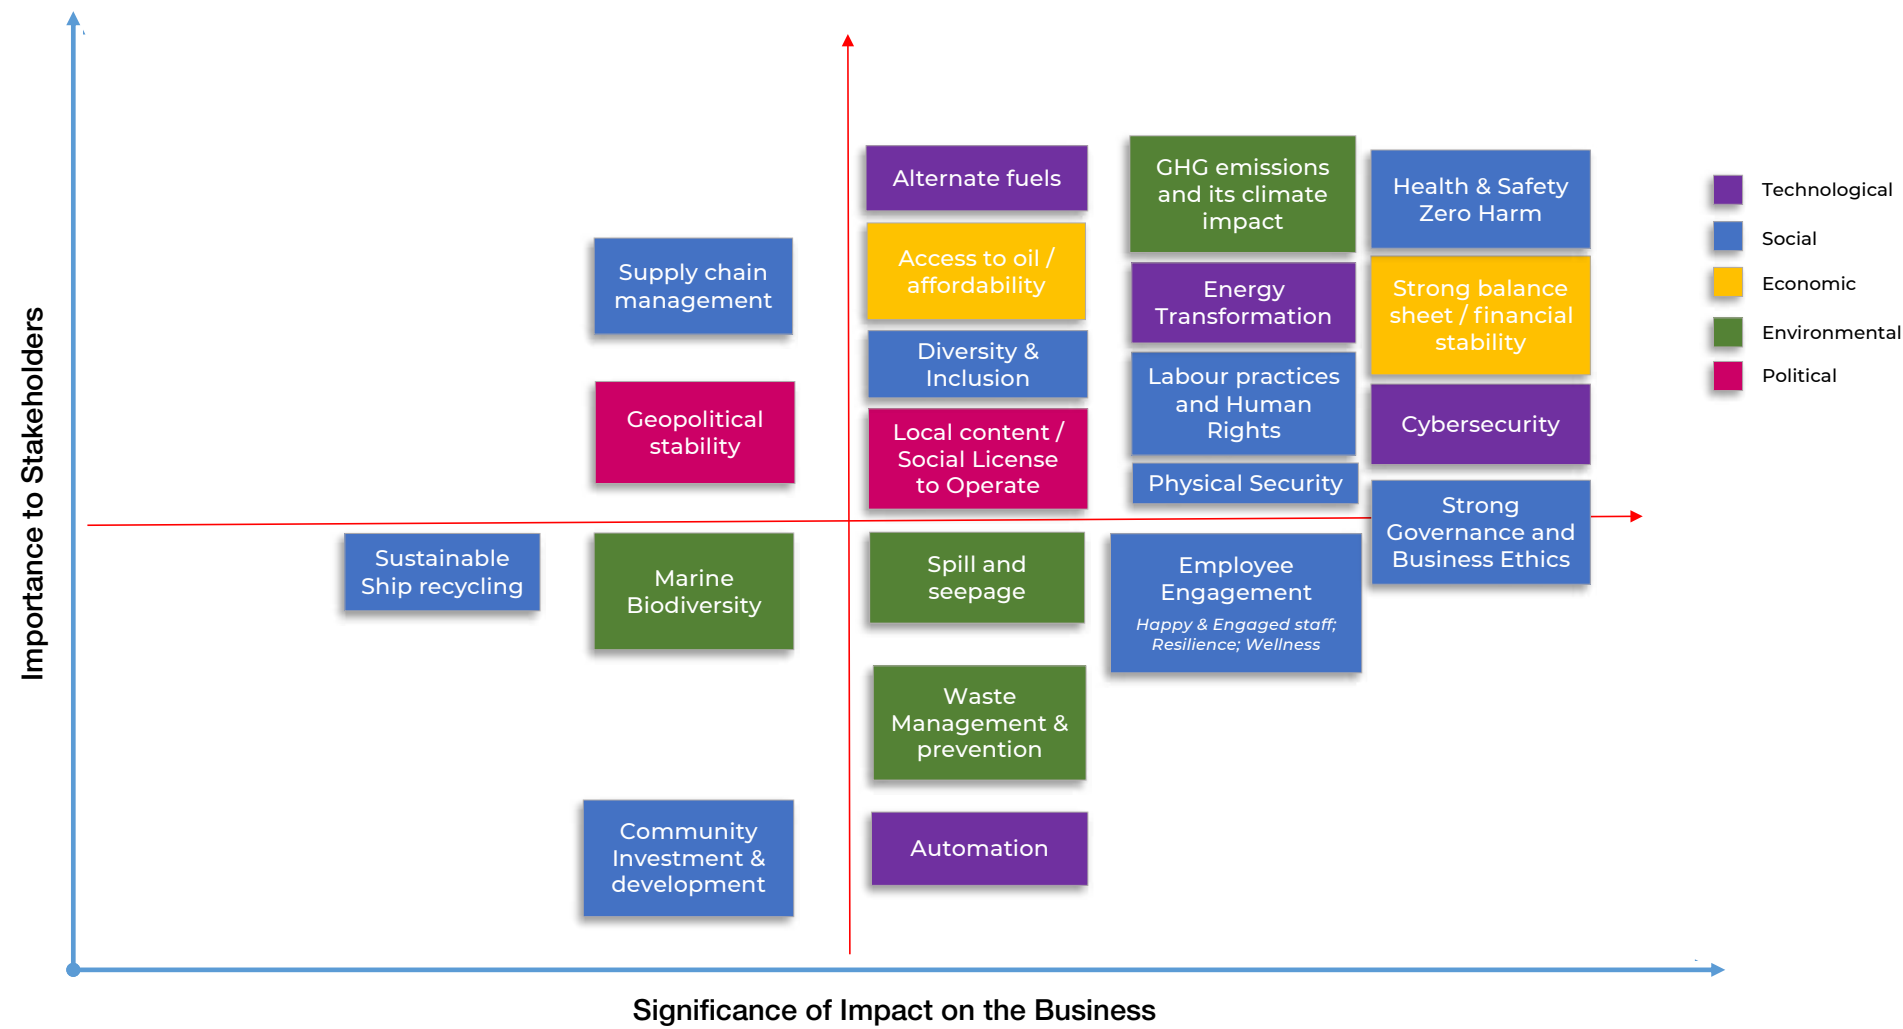 Importance to Stakeholders
Alternate fuels
GHG emissions
and its climate
impact
Health & Safety
Zero Harm
Supply chain
management
Access to oil /
affordability
Energy
Transformation
Strong balance
sheet / financial
stability
Diversity &
Inclusion
Labour practices
and Human
Rights
Geopolitical
stability
Local content /
Social License
to Operate
Cybersecurity
Physical Security
Strong
Governance and
Business Ethics
Sustainable
Ship recycling
Marine
Biodiversity
Spill and
seepage
Employee
Engagement
Happy & Engaged staff;
Resilience; Wellness
Waste
Management &
prevention
Community
Investment &
development
Automation
Technological
Social
Economic
Environmental
Political
Significance of Impact on the Business